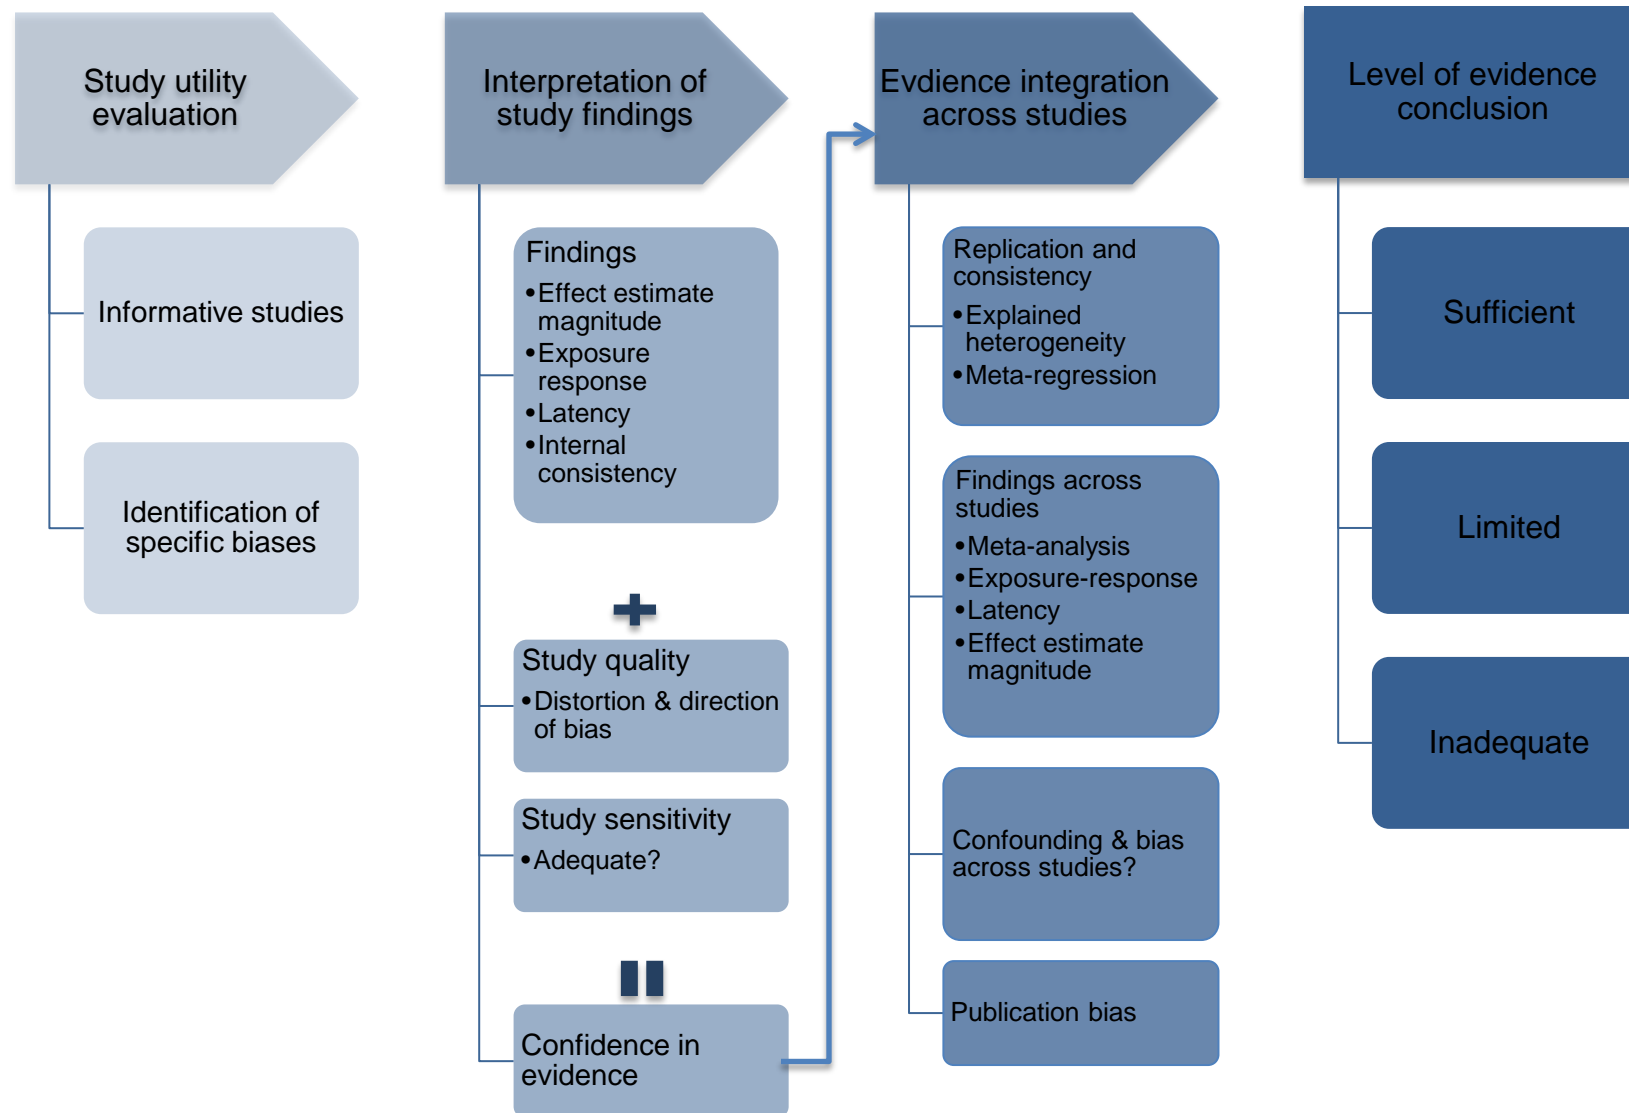 Study utility
evaluation
Informative studies
Identification of
specific biases
Interpretation of
study findings
Findings
•Effect estimate
magnitude
•Exposure
response
•Latency
•Internal
consistency
+
Study quality
•Distortion & direction
of bias
Study sensitivity
•Adequate?
Confidence in
evidence
Evdience integration
across studies
Replication and
consistency
•Explained
heterogeneity
•Meta-regression
Findings across
studies
•Meta-analysis
•Exposure-response
•Latency
•Effect estimate
magnitude
Confounding & bias
across studies?
Publication bias
Level of evidence
conclusion
Sufficient
Limited
Inadequate